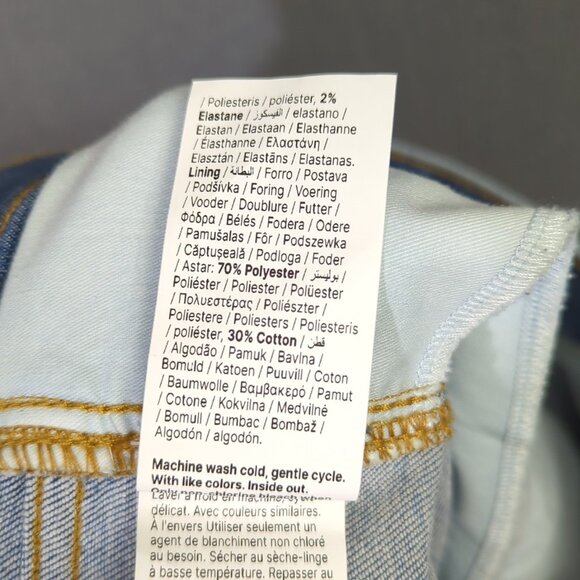 / Poliesteris / poliéster, 2%
Elastane / الفيسكوز / elastano /
Elastan / Elastaan / Elasthanne
/ Élasthanne / Ελαστάνη /
Elasztán / Elastāns / Elastanas.
Lining / البطانة / Forro / Postava
/ Podšívka / Foring / Voering
/ Vooder / Doublure / Futter /
Φόδρα / Bélés / Fodera / Odere
/ Pamušalas / Fôr / Podszewka
/ Căptușeală / Podloga / Foder
/ Astar: 70% Polyester / بوليستر /
Poliéster / Polyester / Polüester
/ Polyester / Polyester / Polyester
/ Πολυεστέρας / Poliészter /
Poliestere / Poliesters / Poliesteris
/ poliéster, 30% Cotton / قطن /
/ Algodão / Pamuk / Bavlna /
Bomuld / Katoen / Puuvill / Coton
/ Baumwolle / Βαμβακερό / Pamut
/ Cotone / Kokvilna / Medvilnė
/ Bomull / Bumbac / Bombaž /
Algodón / algodón.
Machine wash cold, gentle cycle.
With like colors. Inside out.
délicat. Avec couleurs similaires.
À l'envers Utiliser seulement un
agent de blanchiment non chloré
au besoin. Sécher au sèche-linge
à basse température. Repasser au